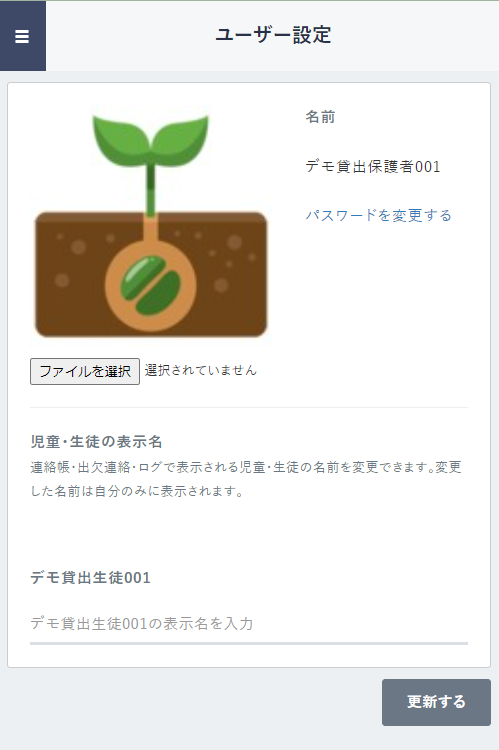 ユーザー設定
名前
デモ貸出保護者001
パスワードを変更する
ファイルを選択 選択されていません
児童・生徒の表示名
連絡帳・出欠連絡・ログで表示される児童・生徒の名前を変更できます。変更
した名前は自分のみに表示されます。
デモ貸出生徒001
デモ貸出生徒001の表示名を入力
更新する